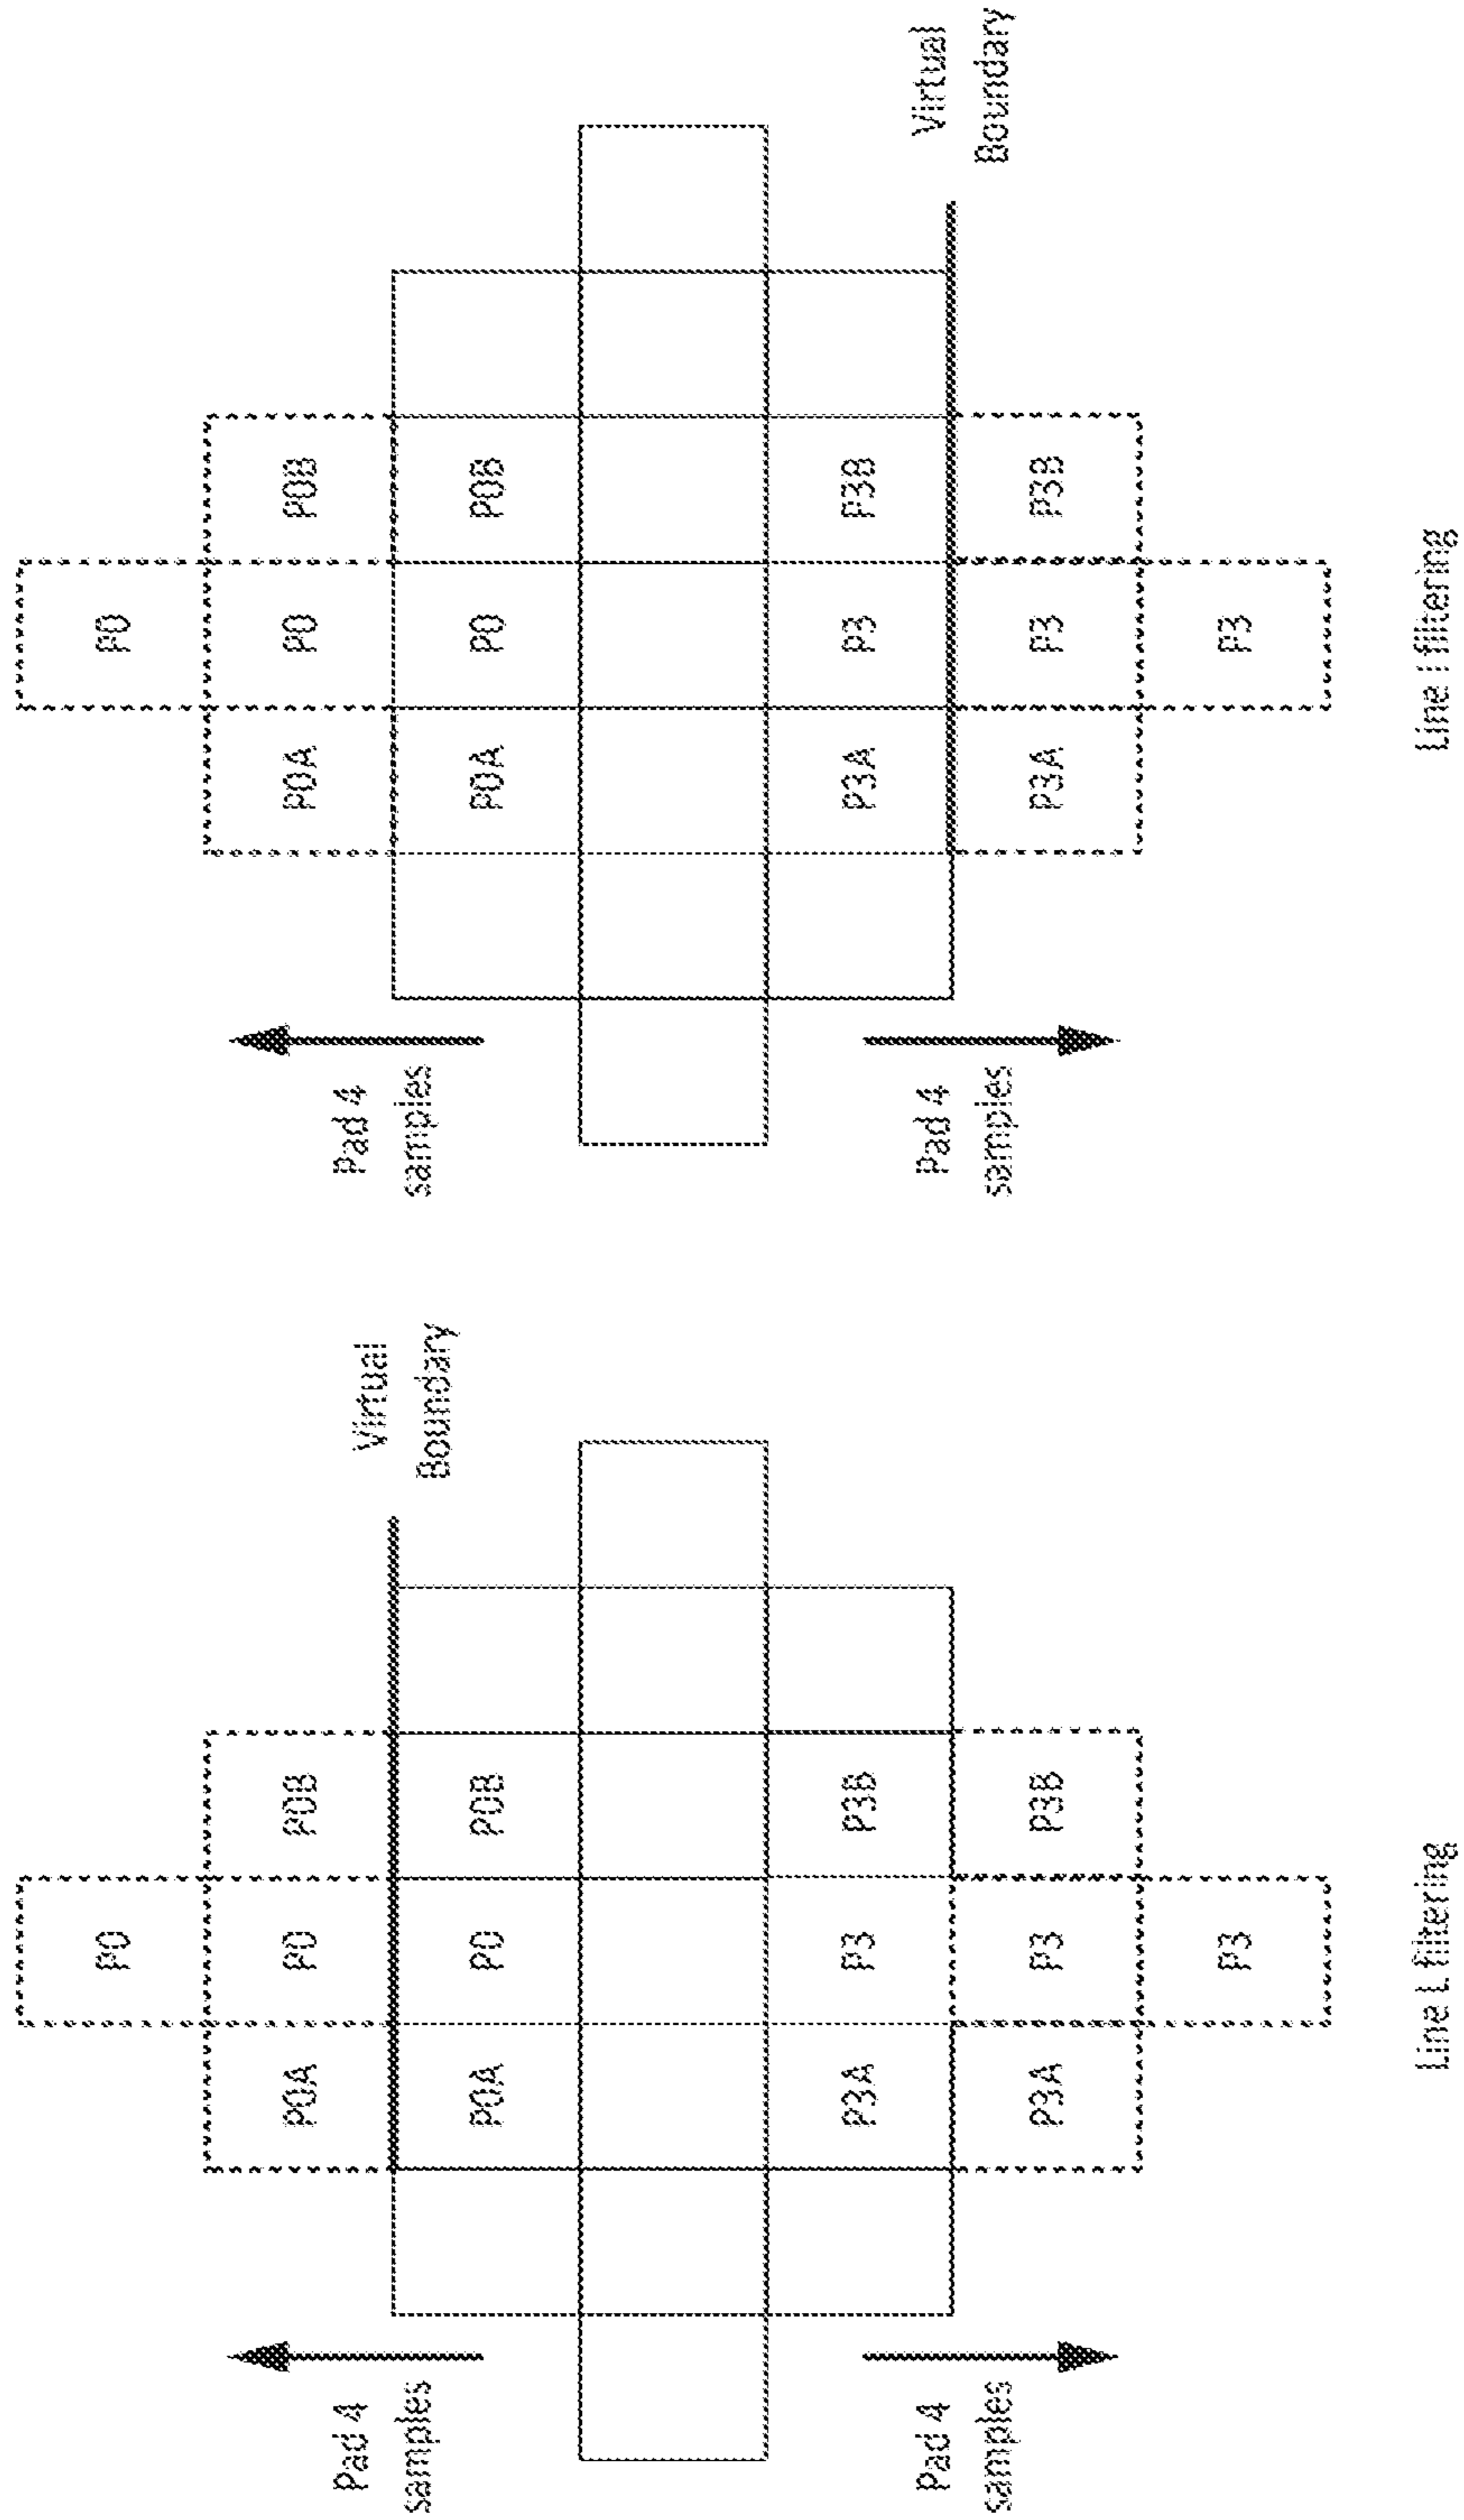 P0
P0A P0 P0B
Pad 4
samples
Virtual
Boundary
P0A P0 P0B
P3A P3 P3B
Pad 4
samples
P3A P3 P3B
P3
Line L filtering
P0
P0A P0 P0B
Pad 4
samples
P0A P0 P0B
P3A P3 P3B
Virtual
Boundary
Pad 4
samples
P3A P3 P3B
P3
Line I filtering